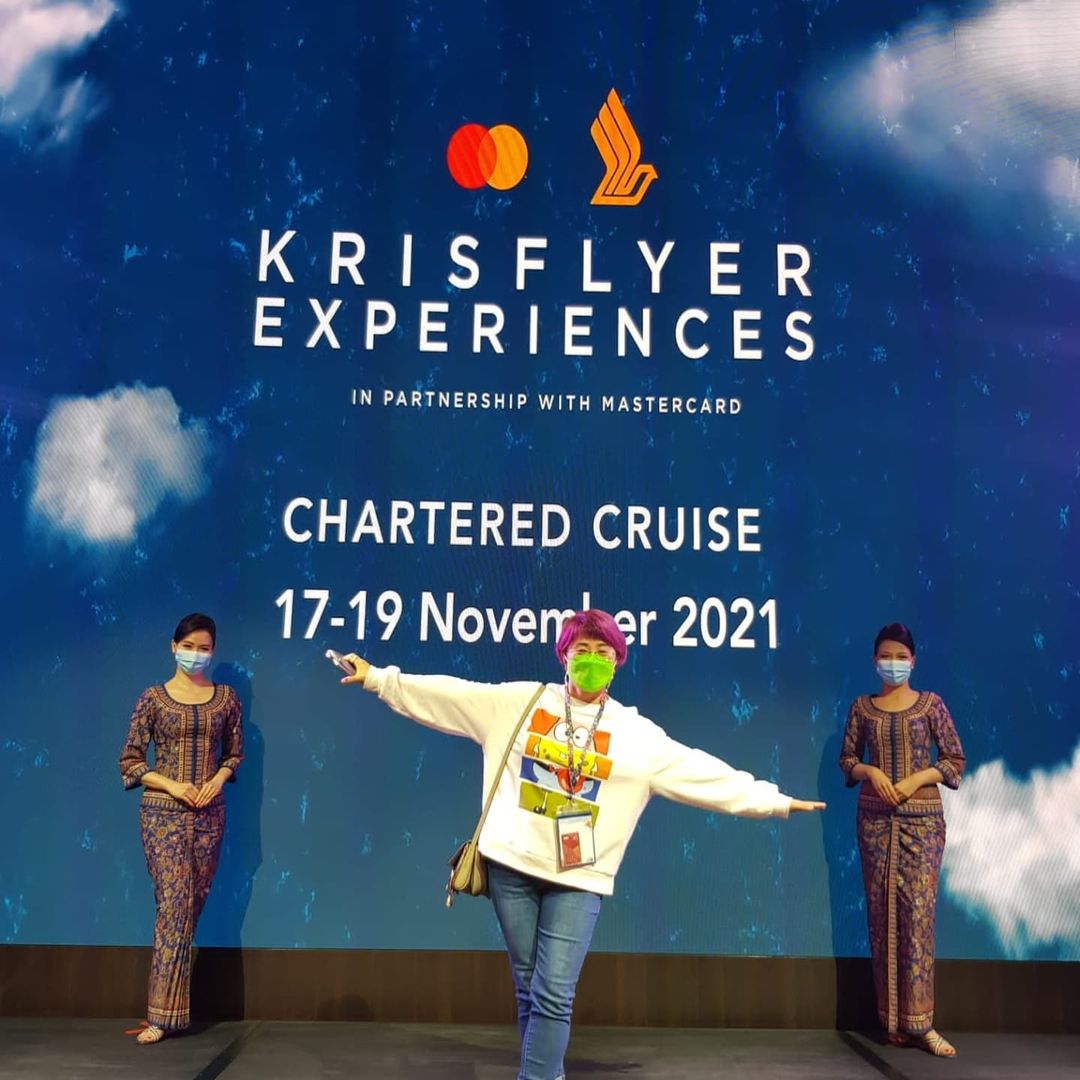 KRISFLYER
EXPERIENCES
IN PARTNERSHIP WITH MASTERCARD
CHARTERED CRUISE
17-19 November 2021